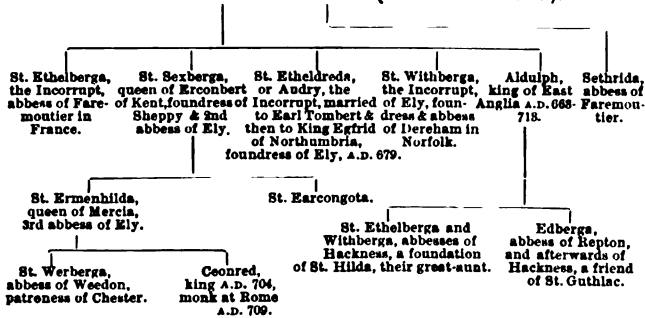 St. Ethelberga,
the Incorrupt,
abbess of Fare-
moutier in
France.
St. Sexberga,
queen of Erconbert
of Kent, foundress of
Sheppy & 2nd
abbess of Ely.
St. Etheldreda,
or Audry, the
Incorrupt, married
to Earl Tombert &
then to King Egfrid
of Northumbria,
foundress of Ely, A.D. 679.
St. Withberga,
the Incorrupt,
of Ely, foun-
dress & abbess
of Dereham in
Norfolk.
Aldulph,
king of East
Anglia A.D. 663-
713.
Sethrida,
abbess of
Faremou-
tier.
St. Ermenhilda,
queen of Mercia,
3rd abbess of Ely.
St. Earcongota.
St. Ethelberga and
Withberga, abbesses of
Hackness, a foundation
of St. Hilda, their great-aunt.
Edberga,
abbess of Repton,
and afterwards of
Hackness, a friend
of St. Guthlac.
St. Werberga,
abbess of Weedon,
patroness of Chester.
Ceonred,
king A.D. 704,
monk at Rome
A.D. 709.